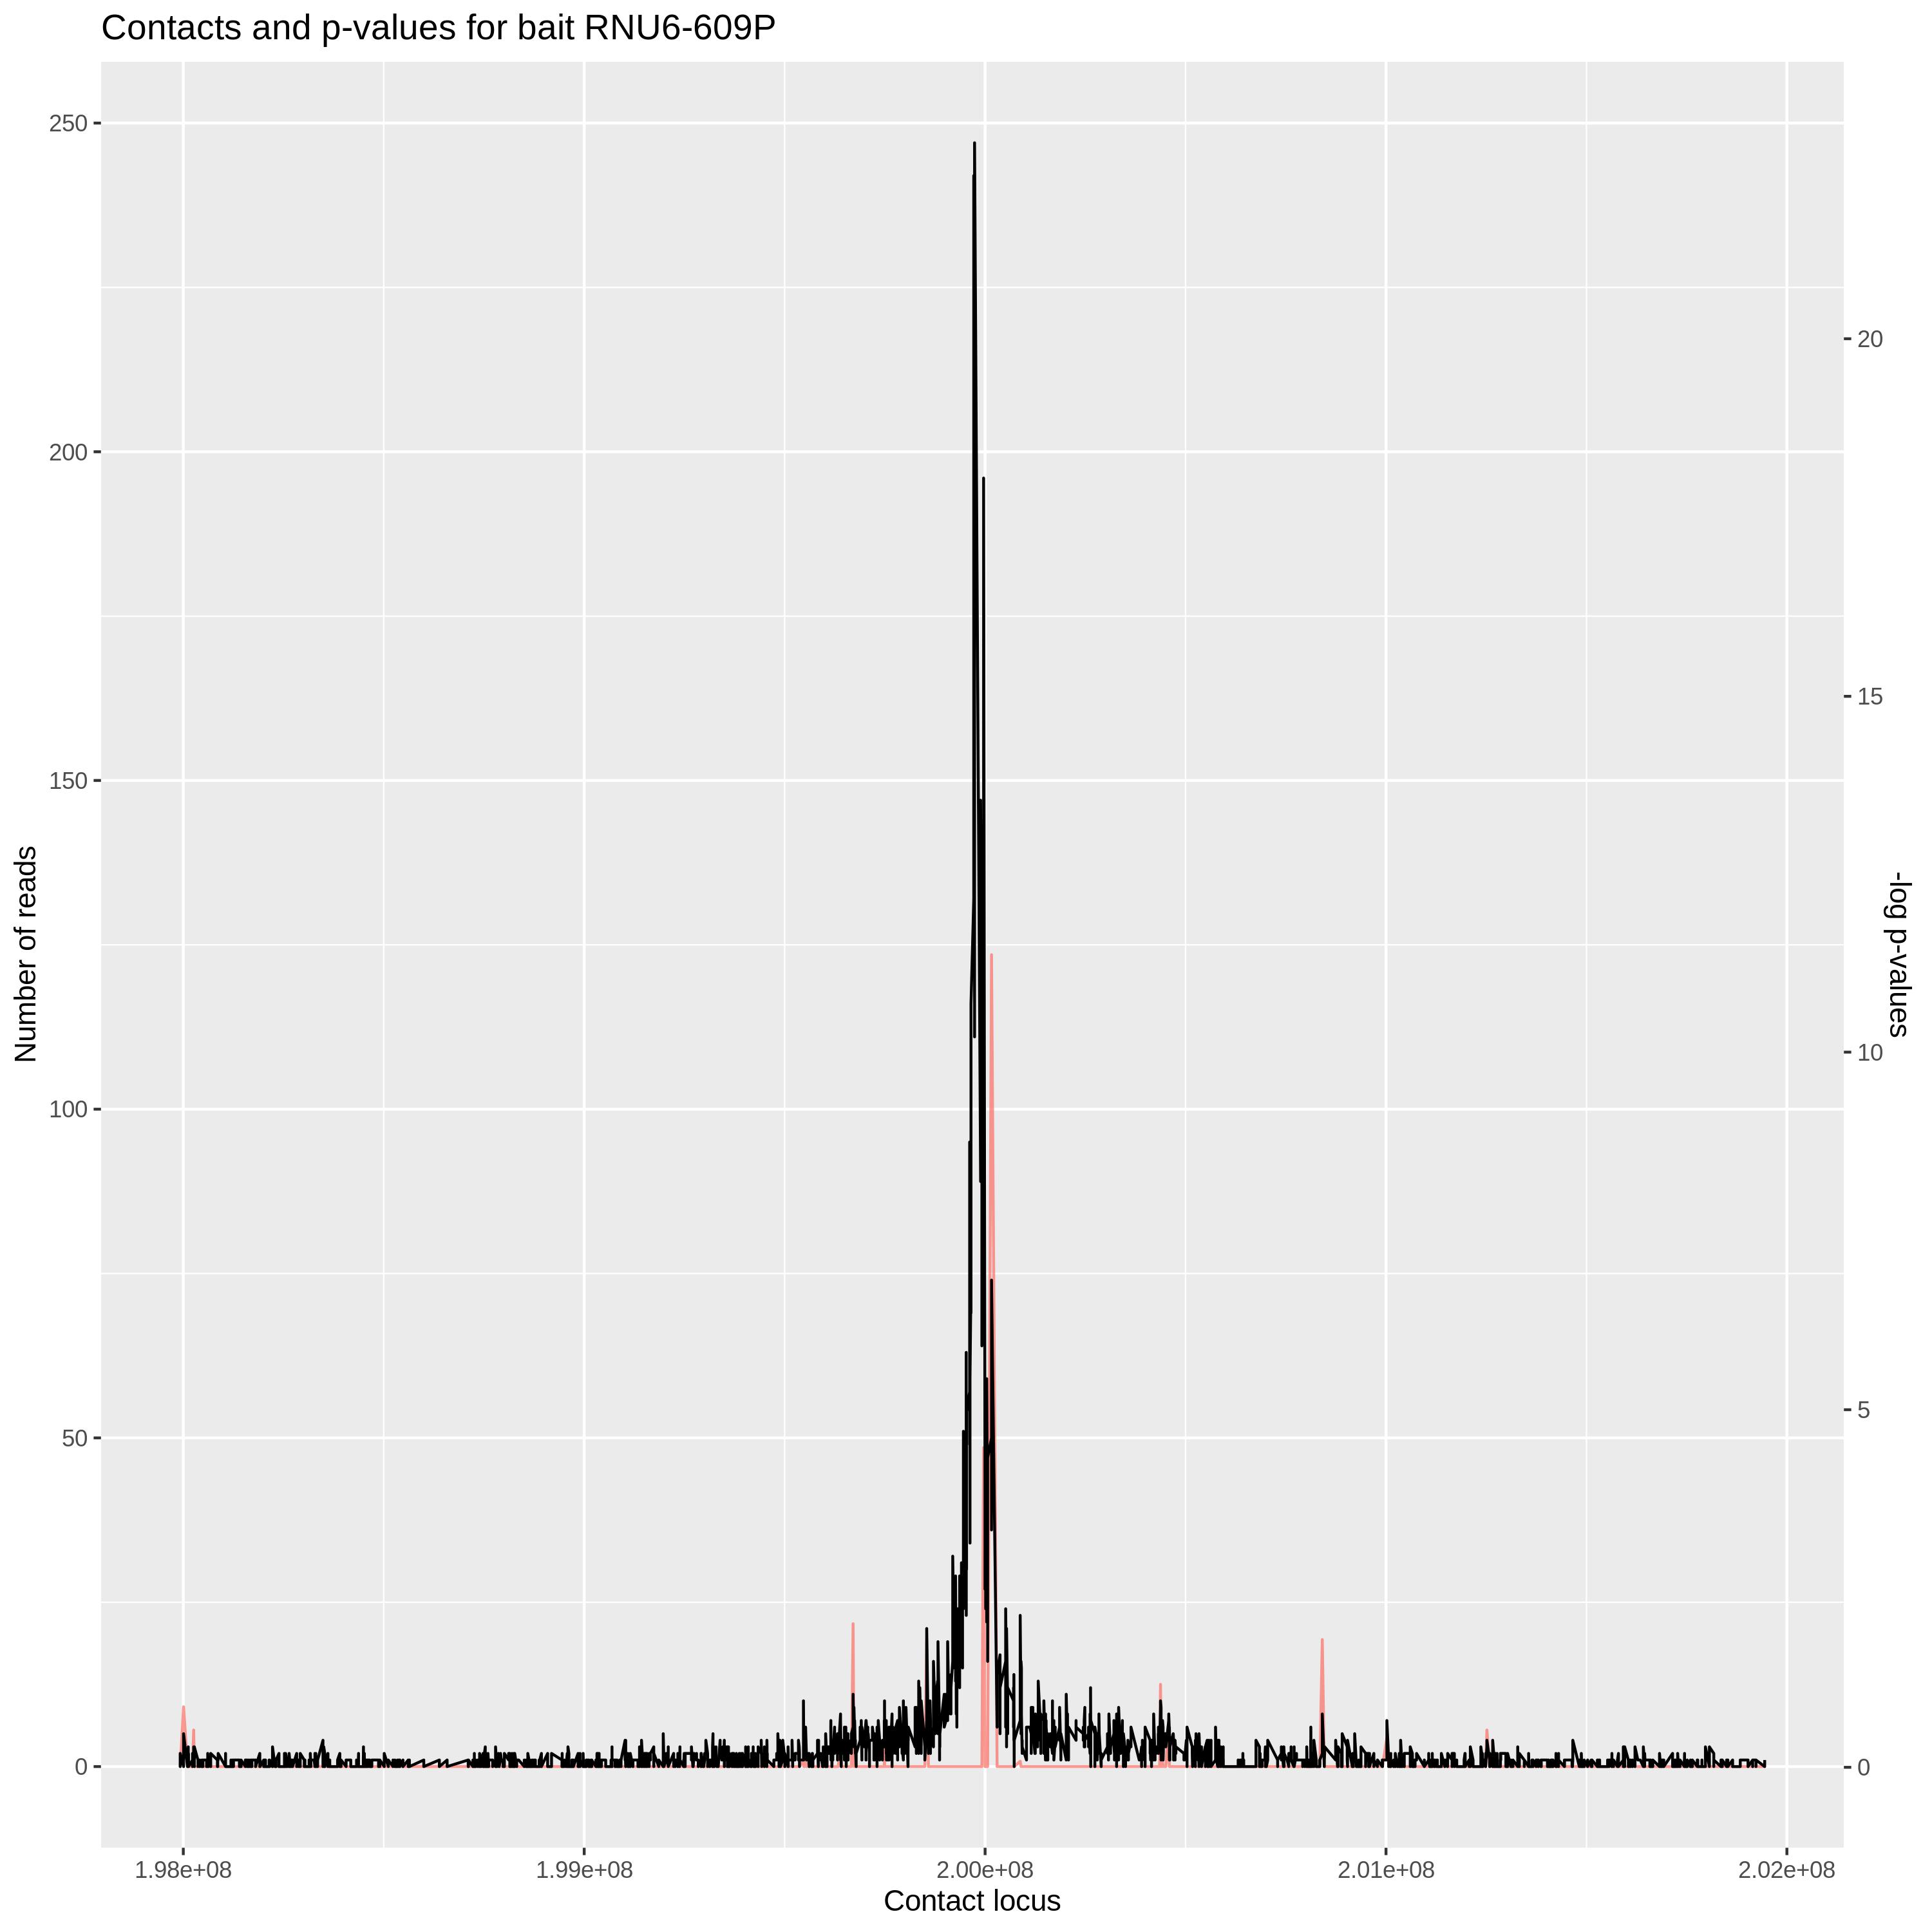 Contacts and p-values for bait RNU6-609P
250
200
150
100
50
0
Number of reads
20
15
10
5
0
-log p-values
1.98e+08
1.99e+08
2.00e+08
2.01e+08
2.02e+08
Contact locus